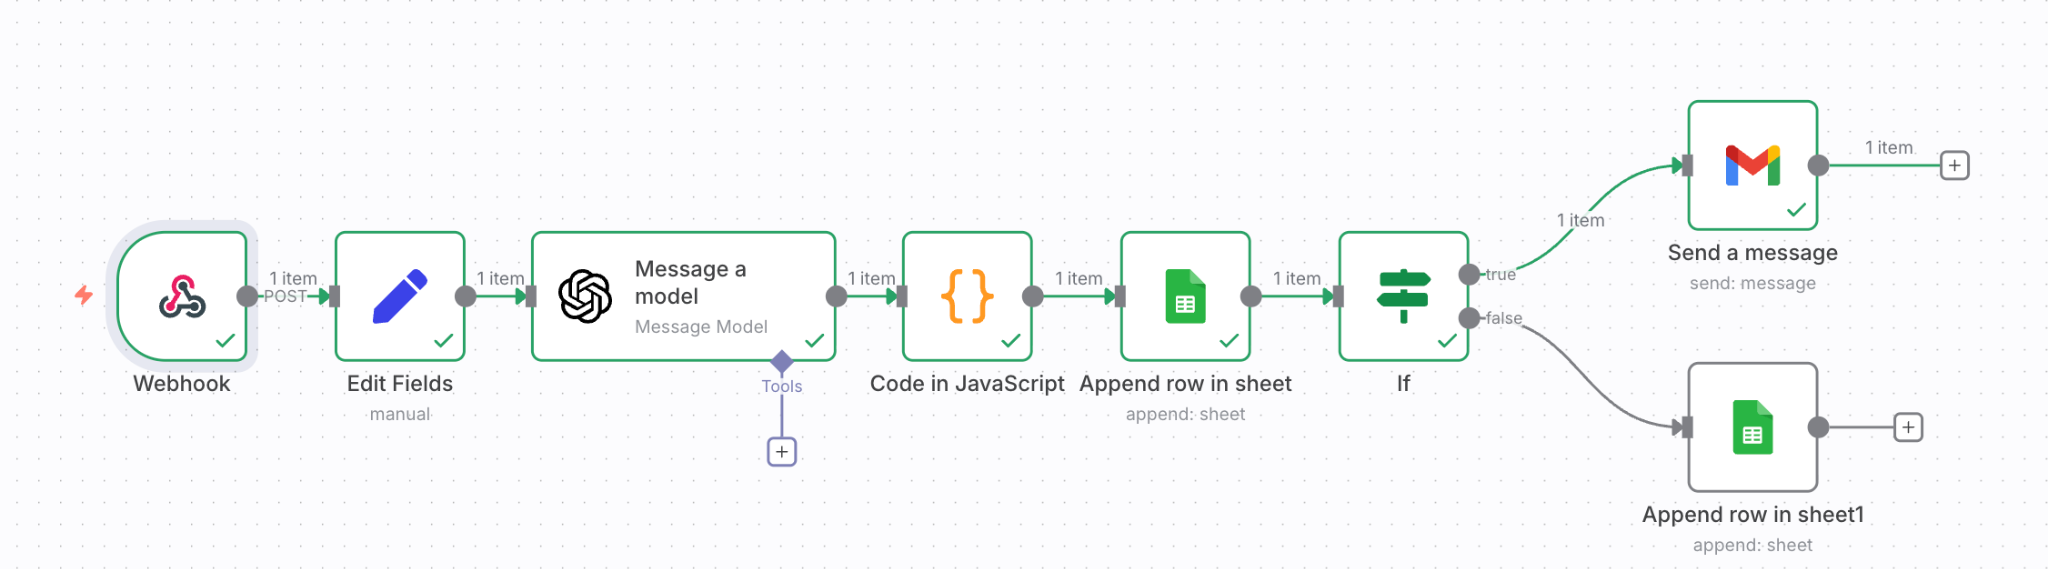 1 item
POST
1 item
Message a
model
Message Model
1 item
1 item
1 item
true
false
1 item
1 item
Webhook
Edit Fields
manual
Tools
Code in JavaScript
Append row in sheet
append: sheet
If
Send a message
send: message
Append row in sheet1
append: sheet